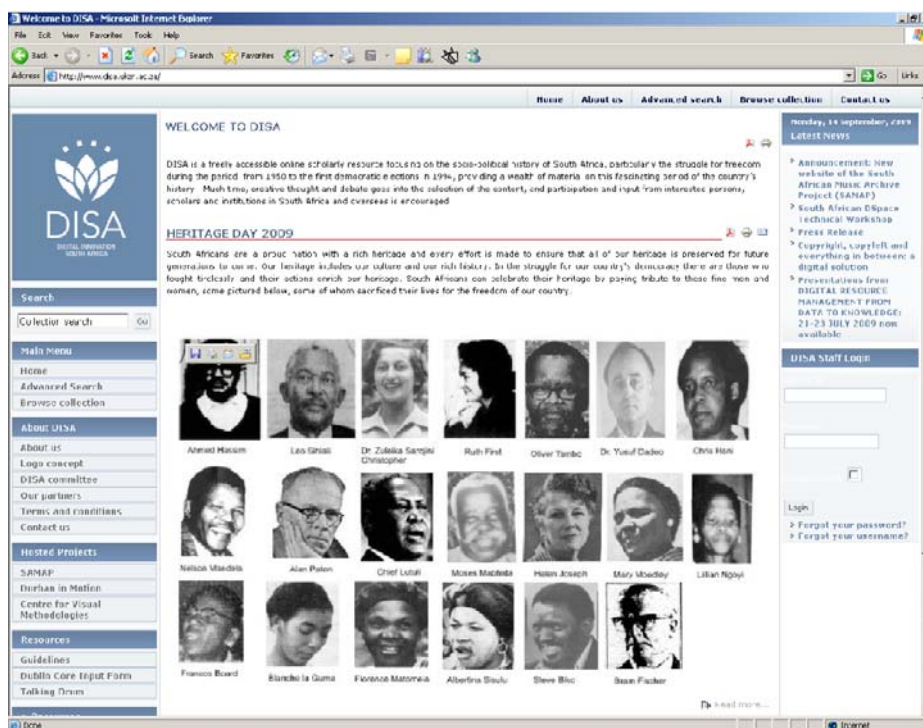 Welcome to DISA - Microsoft Internet Explorer
File Edit View Favorites Tools Help
Back Search Favorites
Address http://www.disa.ukzn.ac.za/ Go Links
Home About us Advanced search Browse collection Contact us
DISA
DIGITAL INNOVATION
SOUTH AFRICA
Search
Collection search Go
Main Menu
Home
Advanced Search
Browse collection
About DISA
About us
Logo concept
DISA committee
Our partners
Terms and conditions
Contact us
Hosted Projects
SAMAP
Durban in Motion
Centre for Visual
Methodologies
Resources
Guidelines
Dublin Core Input Form
Talking Drum
WELCOME TO DISA
DISA is a freely accessible online scholarly resource focusing on the socio-political history of South Africa, particularly the struggle for freedom
during the period from 1950 to the first democratic elections in 1994, providing a wealth of material on this fascinating period of the country's
history. Much time, creative thought and debate goes into the selection of the content, and participation and input from interested persons,
scholars and institutions in South Africa and overseas is encouraged
HERITAGE DAY 2009
South Africans are a proud nation with a rich heritage and every effort is made to ensure that all of our heritage is preserved for future
generations to come. Our heritage includes our culture and our rich history. In the struggle for our country's democracy there are those who
fought tirelessly and their actions enrich our heritage. South Africans can celebrate their heritage by paying tribute to these fine men and
women, some pictured below, some of whom sacrificed their lives for the freedom of our country.
Ahmed Hassim Leo Sihlali Dr. Zuleika Sarojini Christopher Ruth First Oliver Tambo Dr. Yusuf Dadoo Chris Hani
Nelson Mandela Alan Paton Chief Lutuli Moses Mabhida Helen Joseph Mary Moodley Lillian Ngoyi
Frances Baard Blanche la Guma Florence Matomela Albertina Sisulu Steve Biko Bram Fischer
Read more...
Monday, 14 September, 2009
Latest News
Announcement: New
website of the South
African Music Archive
Project (SAMAP)
South African DSpace
Technical Workshop
Press Release
Copyright, copyleft and
everything in between: a
digital solution
Presentations from
DIGITAL RESOURCE
MANAGEMENT FROM
DATA TO KNOWLEDGE:
21-23 JULY 2009 now
available
DISA Staff Login
Login
Forgot your password?
Forgot your username?
Done Internet